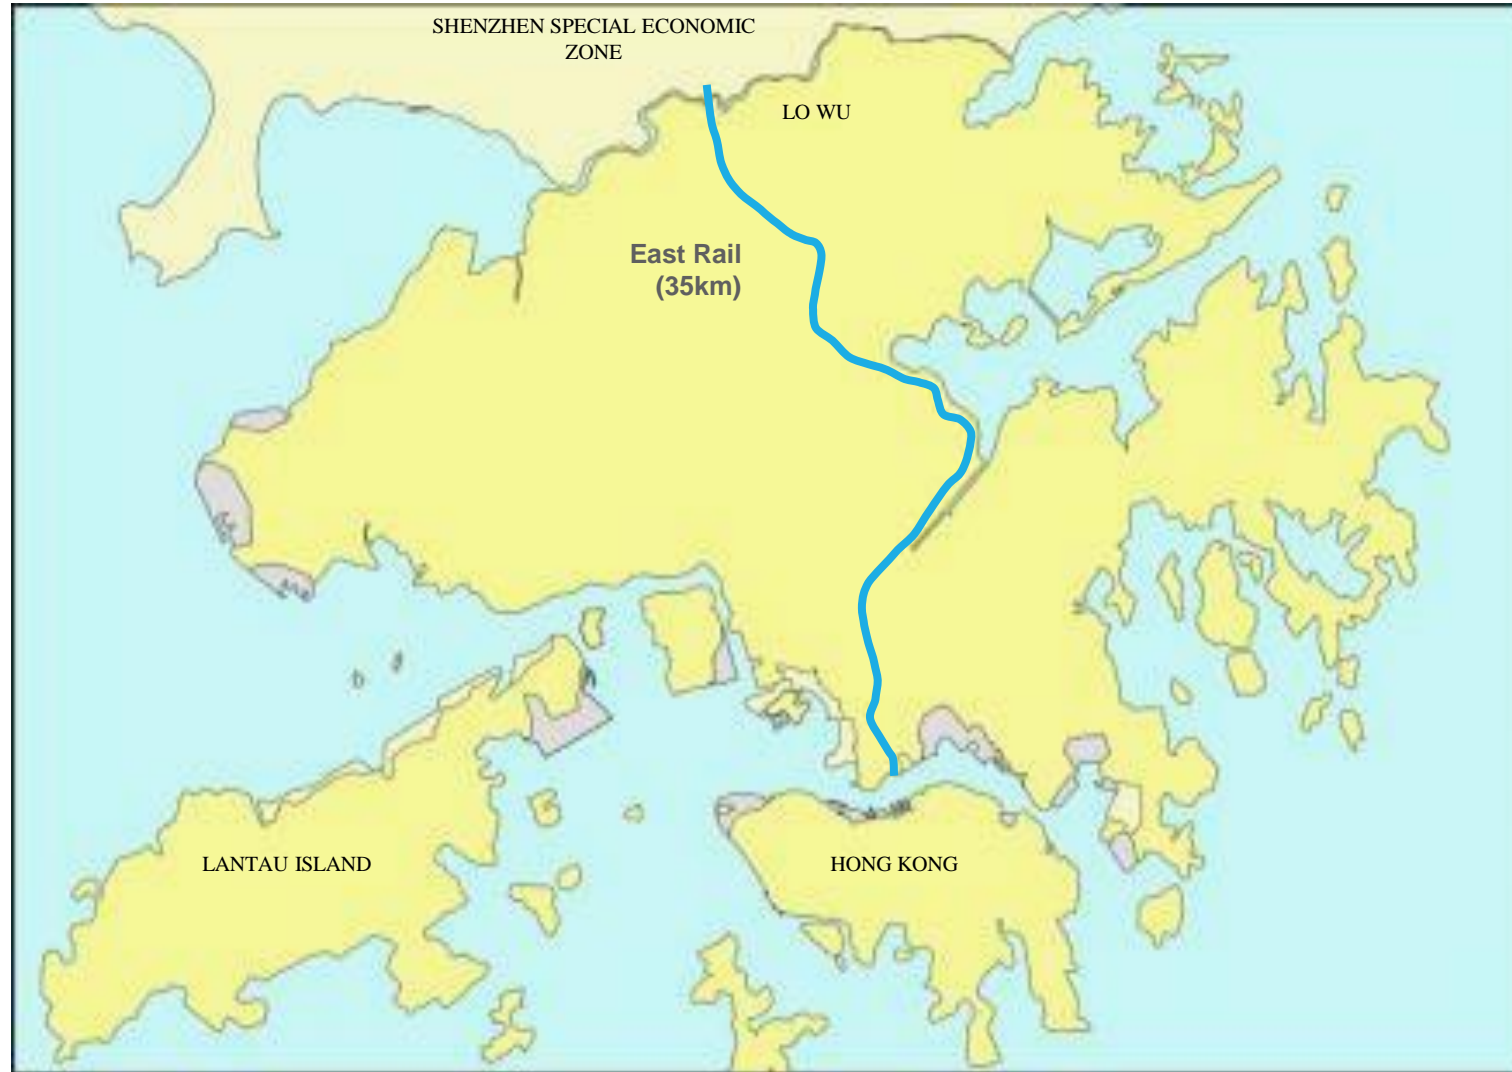 SHENZHEN SPECIAL ECONOMIC
ZONE
LO WU
East Rail
(35km)
LANTAU ISLAND
HONG KONG